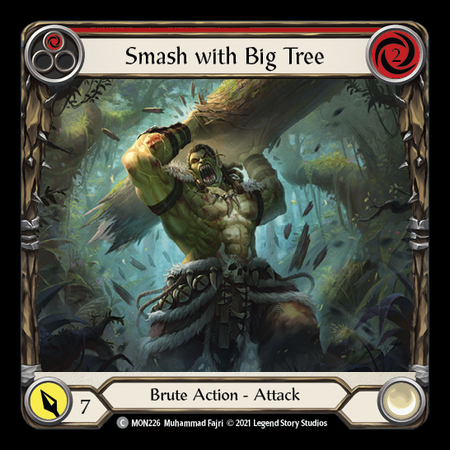 Smash with Big Tree
2
Brute Action - Attack
7
C MON226 Muhammad Fajri © 2021 Legend Story Studios